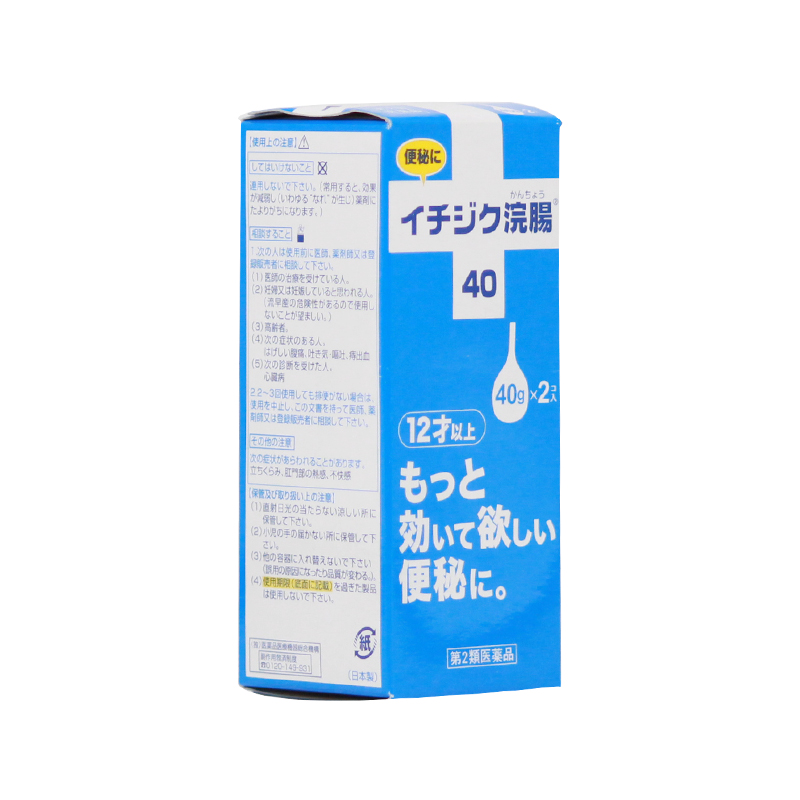 [使用上の注意]
してはいけないこと
連用しないで下さい。(常用すると、効果
が減弱し(いわゆる“なれ”が生じ)薬剤に
たよりがちになります。)
相談すること
1.次の人は使用前に医師、薬剤師又は登
録販売者に相談して下さい。
(1)医師の治療を受けている人。
(2)妊婦又は妊娠していると思われる人。
(流早産の危険性があるので使用し
ないことが望ましい。)
(3)高齢者。
(4)次の症状のある人。
はげしい腹痛、吐き気・嘔吐、痔出血
(5)次の診断を受けた人。
心臓病
2.2〜3回使用しても排便がない場合は、
使用を中止し、この文書を持って医師、薬
剤師又は登録販売者に相談して下さい。
その他の注意
次の症状があらわれることがあります。
立ちくらみ、肛門部の熱感、不快感
[保管及び取り扱い上の注意]
(1)直射日光の当たらない涼しい所に
保管して下さい。
(2)小児の手の届かない所に保管して下
さい。
(3)他の容器に入れ替えないで下さい
(誤用の原因になったり品質が変わる。)。
(4)使用期限(底面に記載)を過ぎた製品
は使用しないで下さい。
(独)医薬品医療機器総合機構
副作用救済制度
☎0120-149-931
紙
(日本製)
便秘に
かんちょう
イチジク浣腸®
40
40g×2コ入
12才以上
もっと
効いて欲しい
便秘に。
第2類医薬品